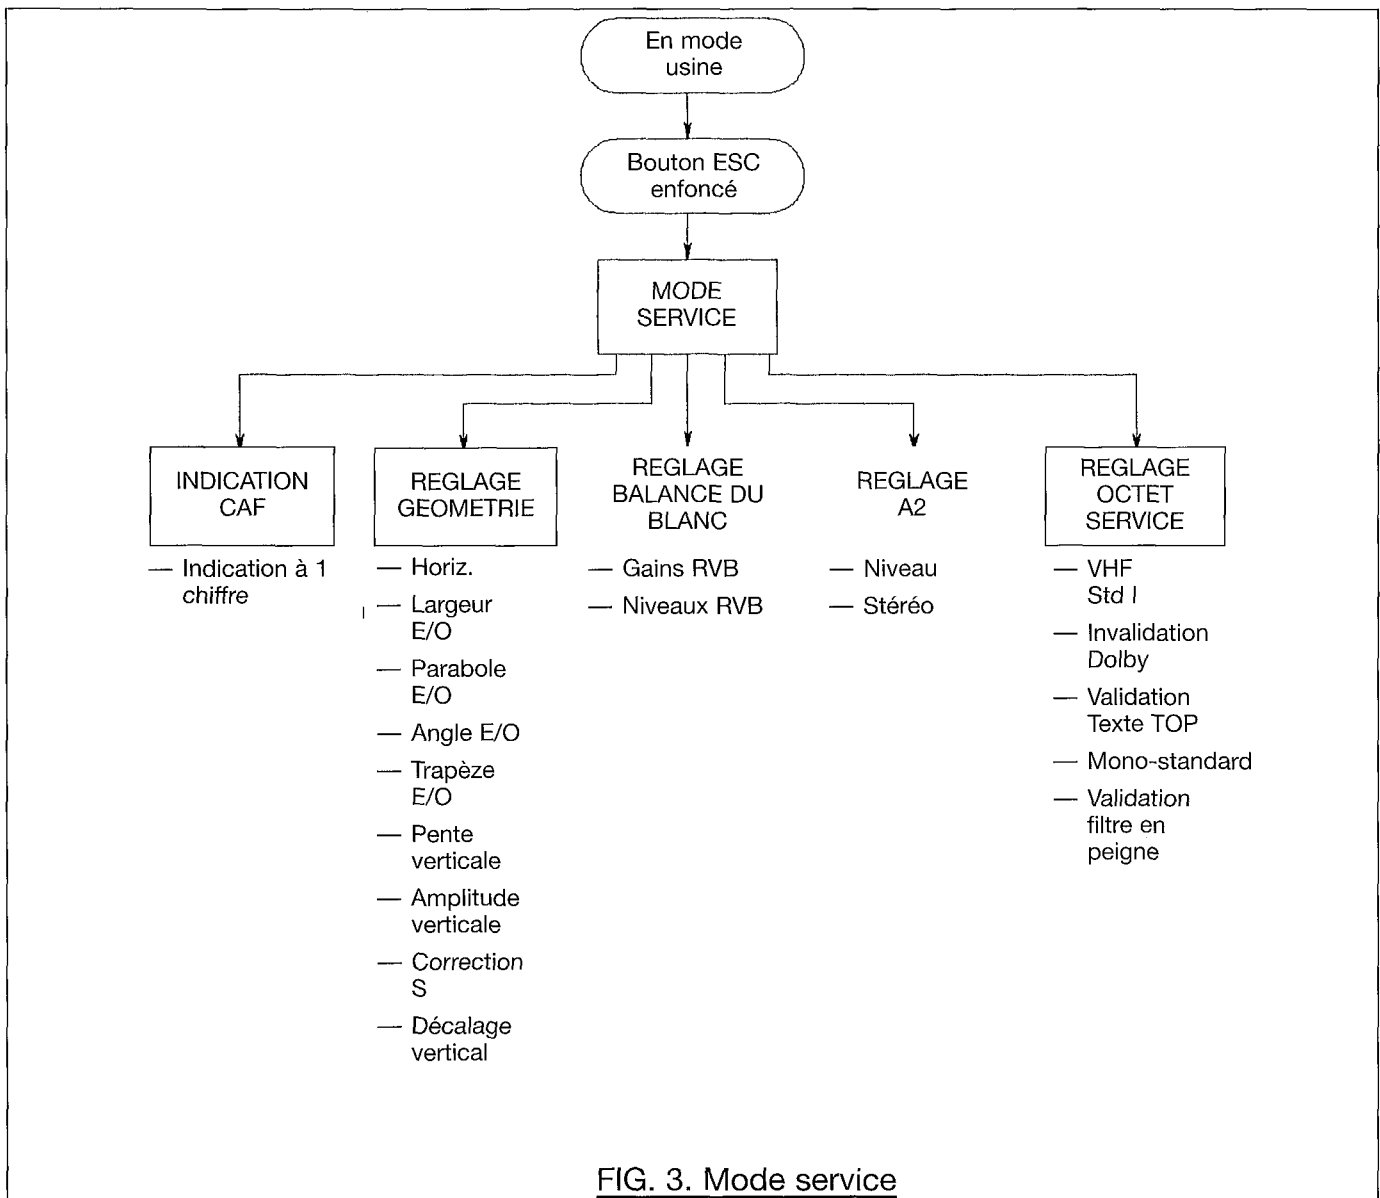 En mode
usine
Bouton ESC
enfoncé
MODE
SERVICE
INDICATION
CAF
— Indication à 1
chiffre
REGLAGE
GEOMETRIE
— Horiz.
— Largeur
E/O
— Parabole
E/O
— Angle E/O
— Trapèze
E/O
— Pente
verticale
— Amplitude
verticale
— Correction
S
— Décalage
vertical
REGLAGE
BALANCE DU
BLANC
— Gains RVB
— Niveaux RVB
REGLAGE
A2
— Niveau
— Stéréo
REGLAGE
OCTET
SERVICE
— VHF
Std I
— Invalidation
Dolby
— Validation
Texte TOP
— Mono-standard
— Validation
filtre en
peigne
FIG. 3. Mode service